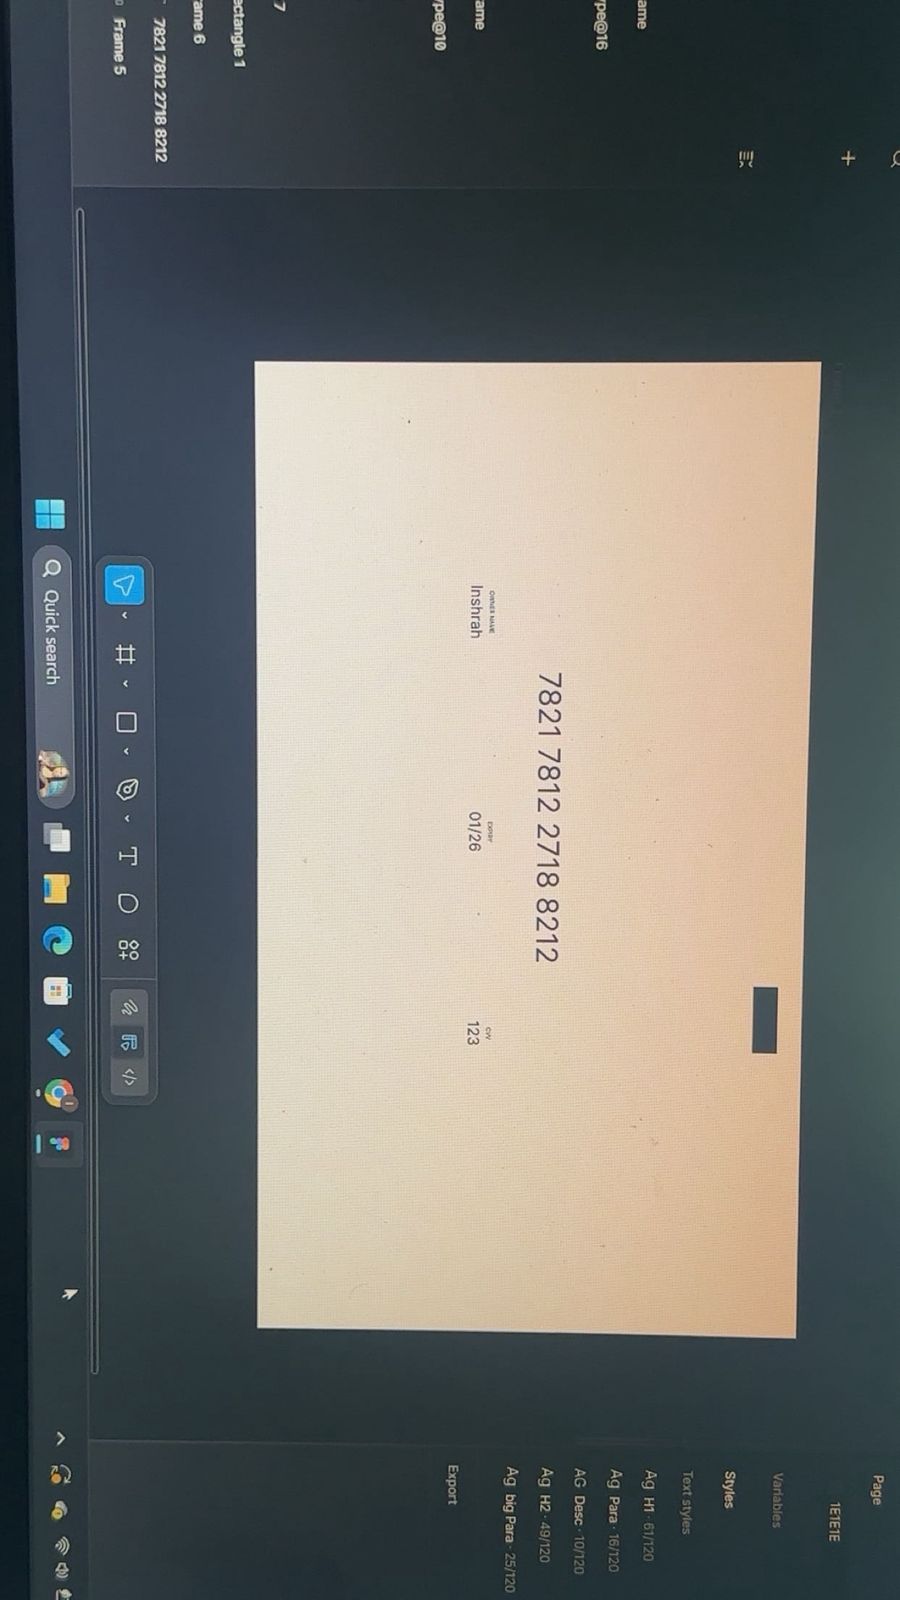 7821 7812 2718 8212
OWNER NAME
Inshrah
EXPIRY
01/26
CVV
123
ame
ype@16
ame
ype@10
7
ectangle 1
ame 6
7821 7812 2718 8212
Frame 5
Page
1E1E1E
Variables
Styles
Text styles
Ag H1 · 61/120
Ag Para · 16/120
AG Desc · 10/120
Ag H2 · 49/120
Ag big Para · 25/120
Export
Quick search